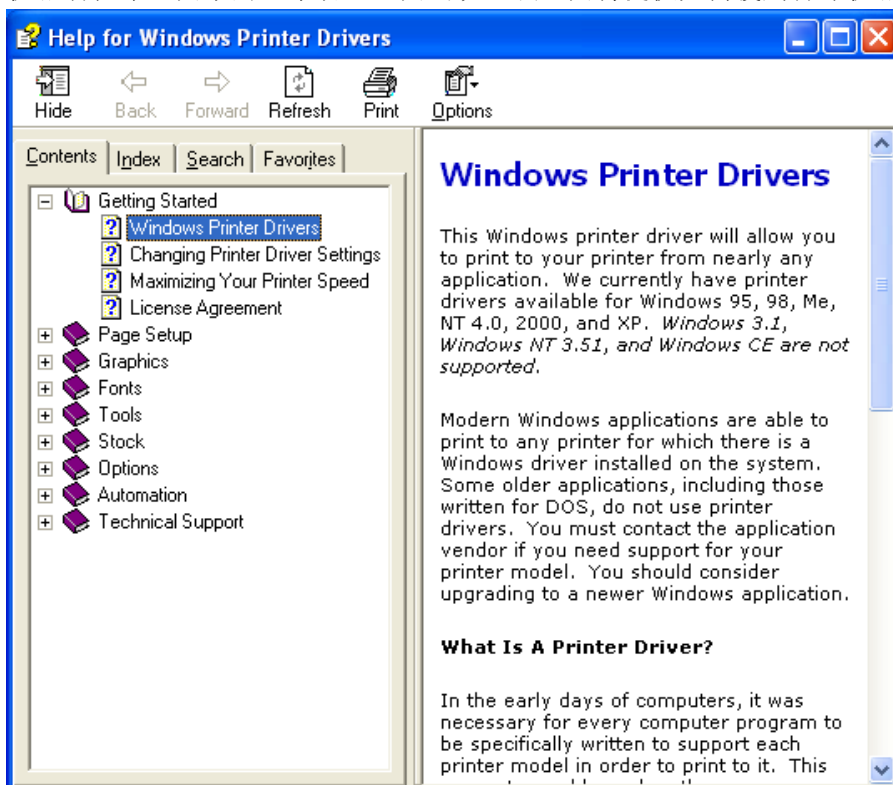 Help for Windows Printer Drivers
Hide
Back
Forward
Refresh
Print
Options
Contents
Index
Search
Favorites
Getting Started
Windows Printer Drivers
Changing Printer Driver Settings
Maximizing Your Printer Speed
License Agreement
Page Setup
Graphics
Fonts
Tools
Stock
Options
Automation
Technical Support
Windows Printer Drivers
This Windows printer driver will allow you
to print to your printer from nearly any
application. We currently have printer
drivers available for Windows 95, 98, Me,
NT 4.0, 2000, and XP. Windows 3.1,
Windows NT 3.51, and Windows CE are not
supported.
Modern Windows applications are able to
print to any printer for which there is a
Windows driver installed on the system.
Some older applications, including those
written for DOS, do not use printer
drivers. You must contact the application
vendor if you need support for your
printer model. You should consider
upgrading to a newer Windows application.
What Is A Printer Driver?
In the early days of computers, it was
necessary for every computer program to
be specifically written to support each
printer model in order to print to it. This